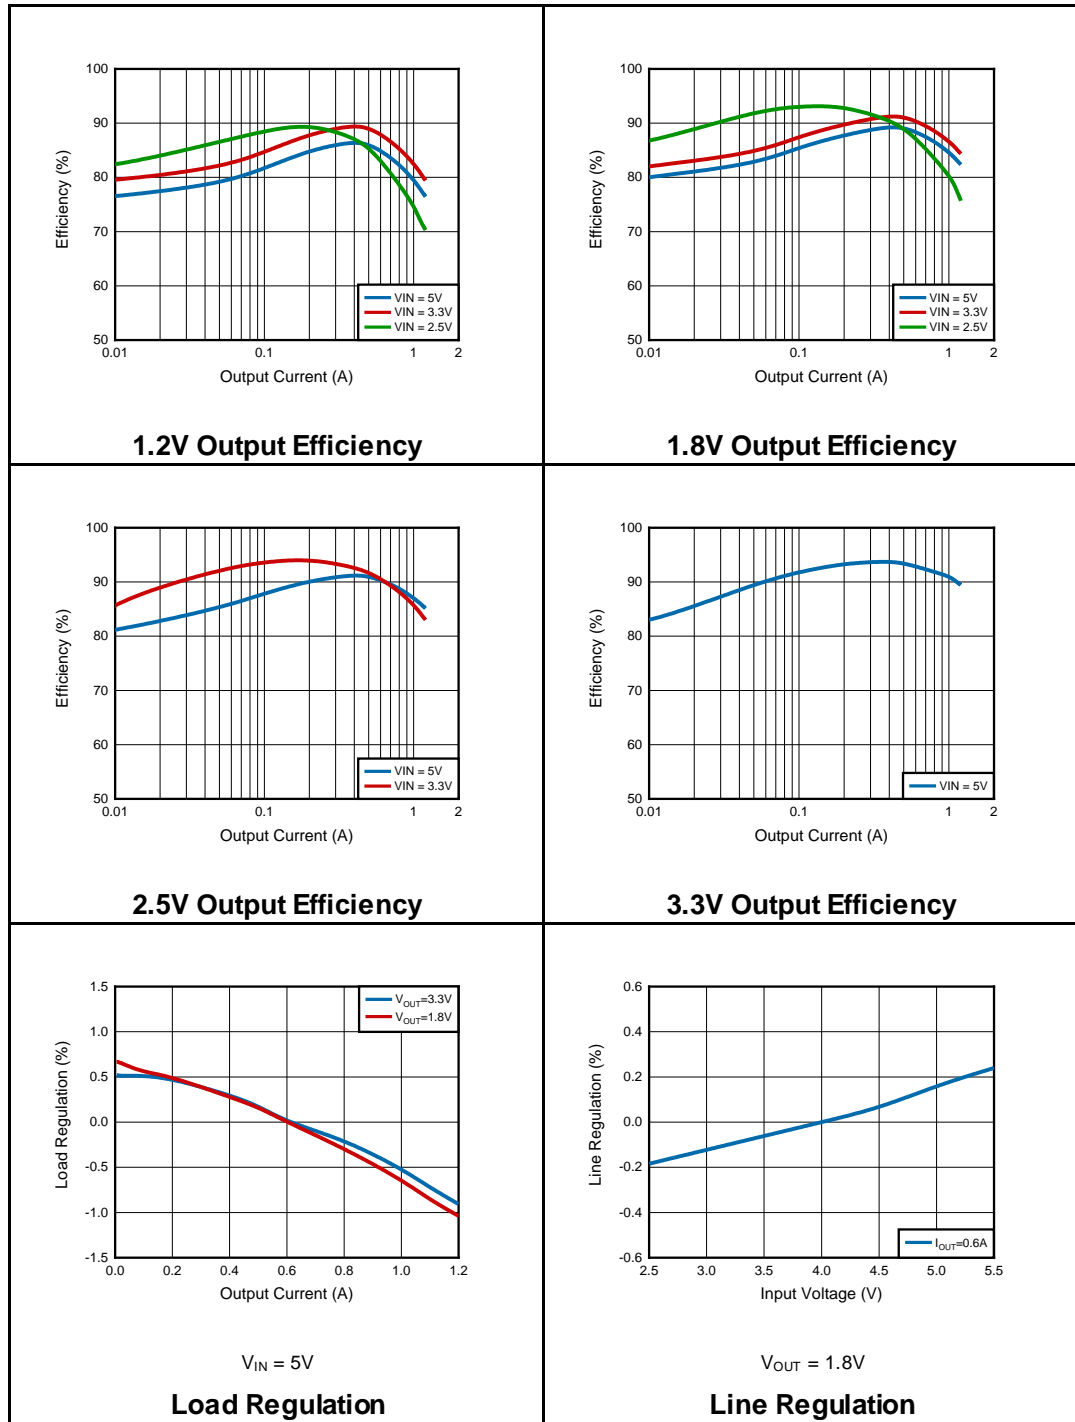 100
90
80
70
60
50
Efficiency (%)
0.01
0.1
1
2
Output Current (A)
VIN = 5V
VIN = 3.3V
VIN = 2.5V
1.2V Output Efficiency
100
90
80
70
60
50
Efficiency (%)
0.01
0.1
1
2
Output Current (A)
VIN = 5V
VIN = 3.3V
VIN = 2.5V
1.8V Output Efficiency
100
90
80
70
60
50
Efficiency (%)
0.01
0.1
1
2
Output Current (A)
VIN = 5V
VIN = 3.3V
2.5V Output Efficiency
100
90
80
70
60
50
Efficiency (%)
0.01
0.1
1
2
Output Current (A)
VIN = 5V
3.3V Output Efficiency
1.5
1.0
0.5
0.0
-0.5
-1.0
-1.5
Load Regulation (%)
0.0
0.2
0.4
0.6
0.8
1.0
1.2
Output Current (A)
VOUT=3.3V
VOUT=1.8V
VIN = 5V
Load Regulation
0.6
0.4
0.2
0.0
-0.2
-0.4
-0.6
Line Regulation (%)
2.5
3.0
3.5
4.0
4.5
5.0
5.5
Input Voltage (V)
IOUT=0.6A
VOUT = 1.8V
Line Regulation